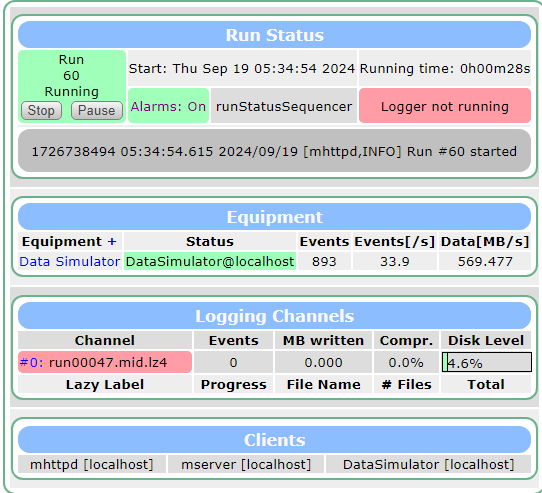 Run Status
Run
60
Running
Stop Pause
Start: Thu Sep 19 05:34:54 2024 Running time: 0h00m28s
Alarms: On runStatusSequencer Logger not running
1726738494 05:34:54.615 2024/09/19 [mhttpd,INFO] Run #60 started
Equipment
Equipment + Status Events Events[/s] Data[MB/s]
Data Simulator DataSimulator@localhost 893 33.9 569.477
Logging Channels
Channel Events MB written Compr. Disk Level
#0: run00047.mid.lz4 0 0.000 0.0% 4.6%
Lazy Label Progress File Name # Files Total
Clients
mhttpd [localhost] mserver [localhost] DataSimulator [localhost]